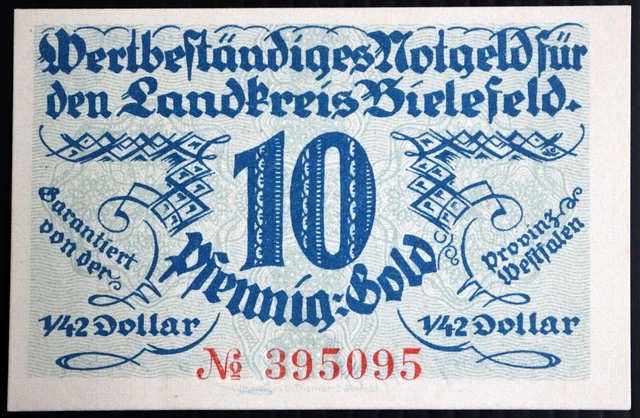 Wertbeständiges Notgeld für
den Landkreis Bielefeld.
10
Pfennig=Gold
Garantiert
von der
Provinz
Westfalen
1/42 Dollar
1/42 Dollar
№ 395095